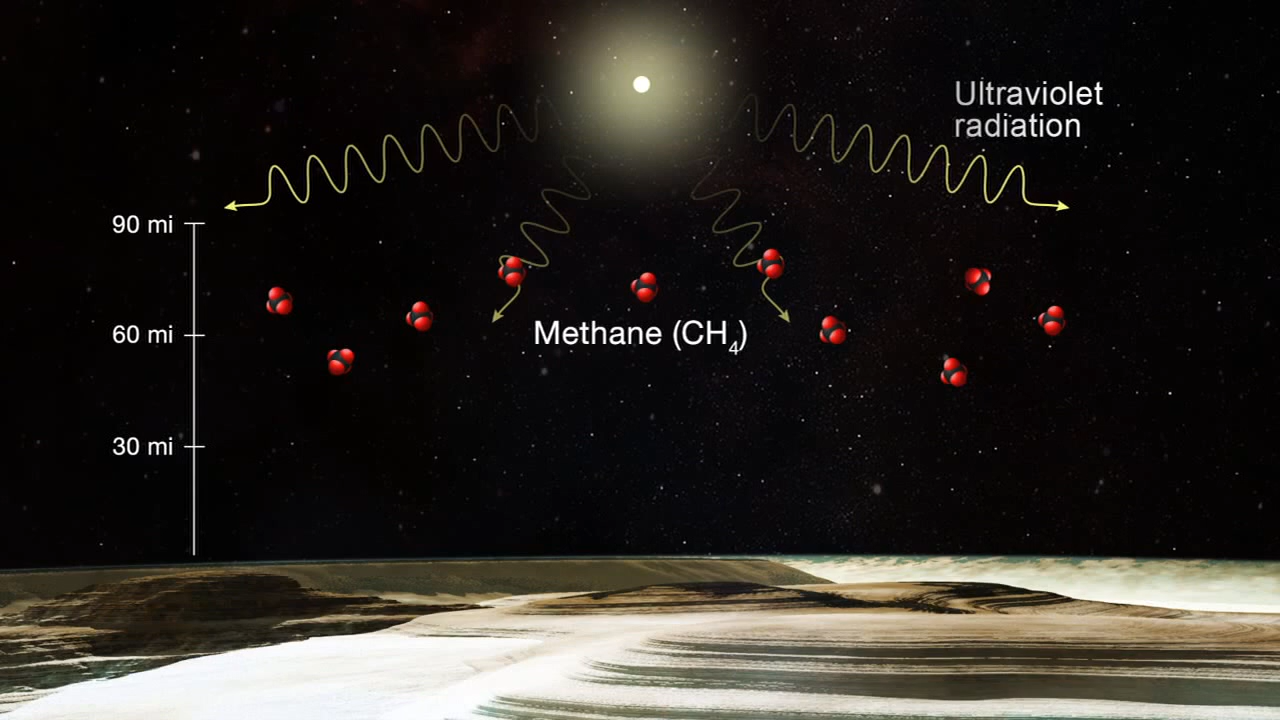 Ultraviolet
radiation
90 mi
60 mi
Methane (CH₄)
30 mi